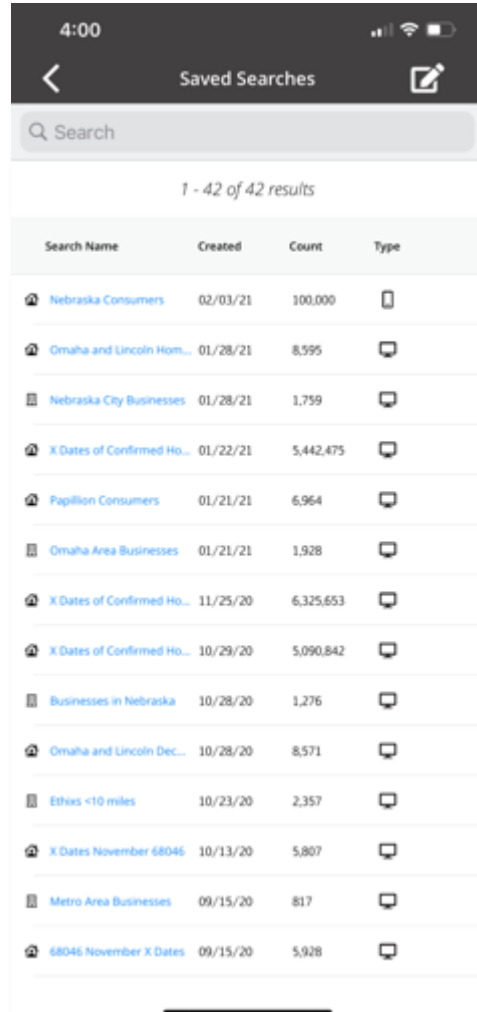 4:00
Saved Searches
Search
1 - 42 of 42 results
Search Name Created Count Type
Nebraska Consumers 02/03/21 100,000
Omaha and Lincoln Hom... 01/28/21 8,595
Nebraska City Businesses 01/28/21 1,759
X Dates of Confirmed Ho... 01/22/21 5,442,475
Papillion Consumers 01/21/21 6,964
Omaha Area Businesses 01/21/21 1,928
X Dates of Confirmed Ho... 11/25/20 6,325,653
X Dates of Confirmed Ho... 10/29/20 5,090,842
Businesses in Nebraska 10/28/20 1,276
Omaha and Lincoln Dec... 10/28/20 8,571
Ethixs <10 miles 10/23/20 2,357
X Dates November 68046 10/13/20 5,807
Metro Area Businesses 09/15/20 817
68046 November X Dates 09/15/20 5,928